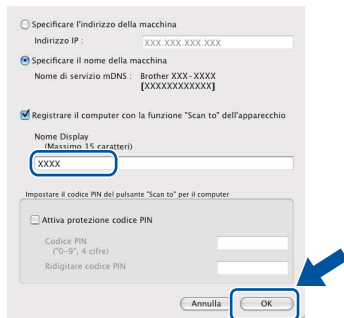 Specificare l'indirizzo della macchina
Indirizzo IP : XXX.XXX.XXX.XXX
Specificare il nome della macchina
Nome di servizio mDNS : Brother XXX-XXXX
[XXXXXXXXXXXX]
Registrare il computer con la funzione "Scan to" dell'apparecchio
Nome Display
(Massimo 15 caratteri)
XXXX
Impostare il codice PIN del pulsante "Scan to" per il computer
Attiva protezione codice PIN
Codice PIN
("0-9", 4 cifre)
Ridigitare codice PIN
Annulla OK